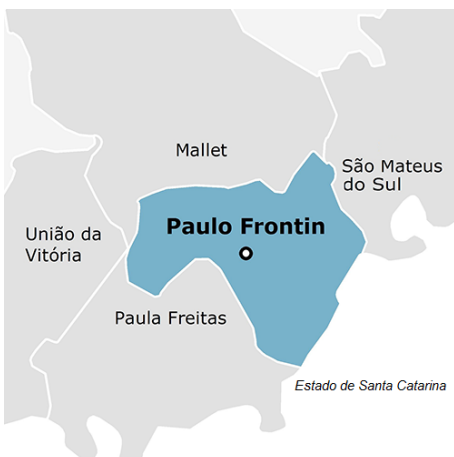 Mallet
São Mateus
do Sul
Paulo Frontin
União da
Vitória
Paula Freitas
Estado de Santa Catarina